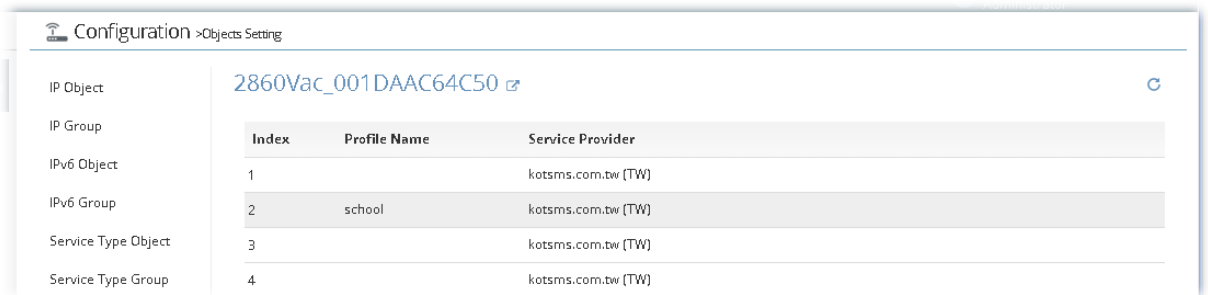 Configuration >Objects Setting
IP Object
IP Group
IPv6 Object
IPv6 Group
Service Type Object
Service Type Group
2860Vac_001DAAC64C50
Index Profile Name Service Provider
1 kotsms.com.tw (TW)
2 school kotsms.com.tw (TW)
3 kotsms.com.tw (TW)
4 kotsms.com.tw (TW)